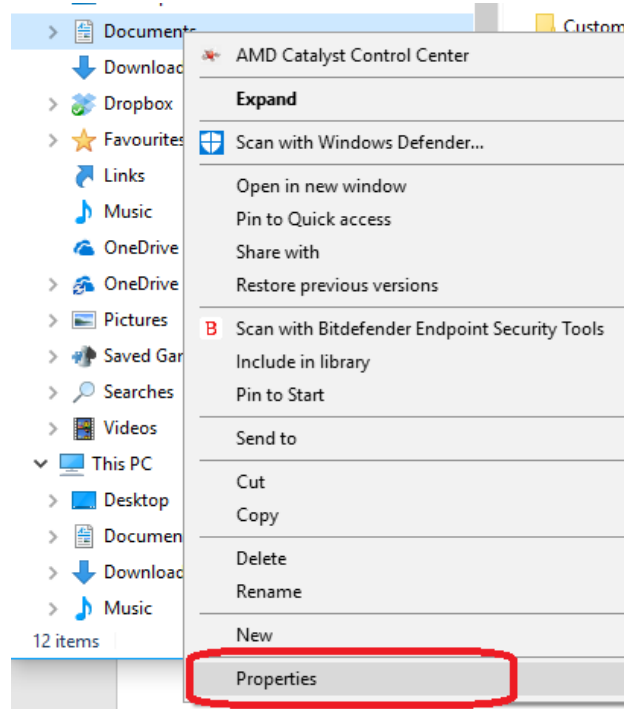 Documents
Custom
Download
AMD Catalyst Control Center
Dropbox
Expand
Favourites
Scan with Windows Defender...
Links
Open in new window
Music
Pin to Quick access
OneDrive
Share with
OneDrive
Restore previous versions
Pictures
Scan with Bitdefender Endpoint Security Tools
Saved Gar
Include in library
Searches
Pin to Start
Videos
Send to
This PC
Cut
Desktop
Copy
Documen
Delete
Download
Rename
Music
New
12 items
Properties